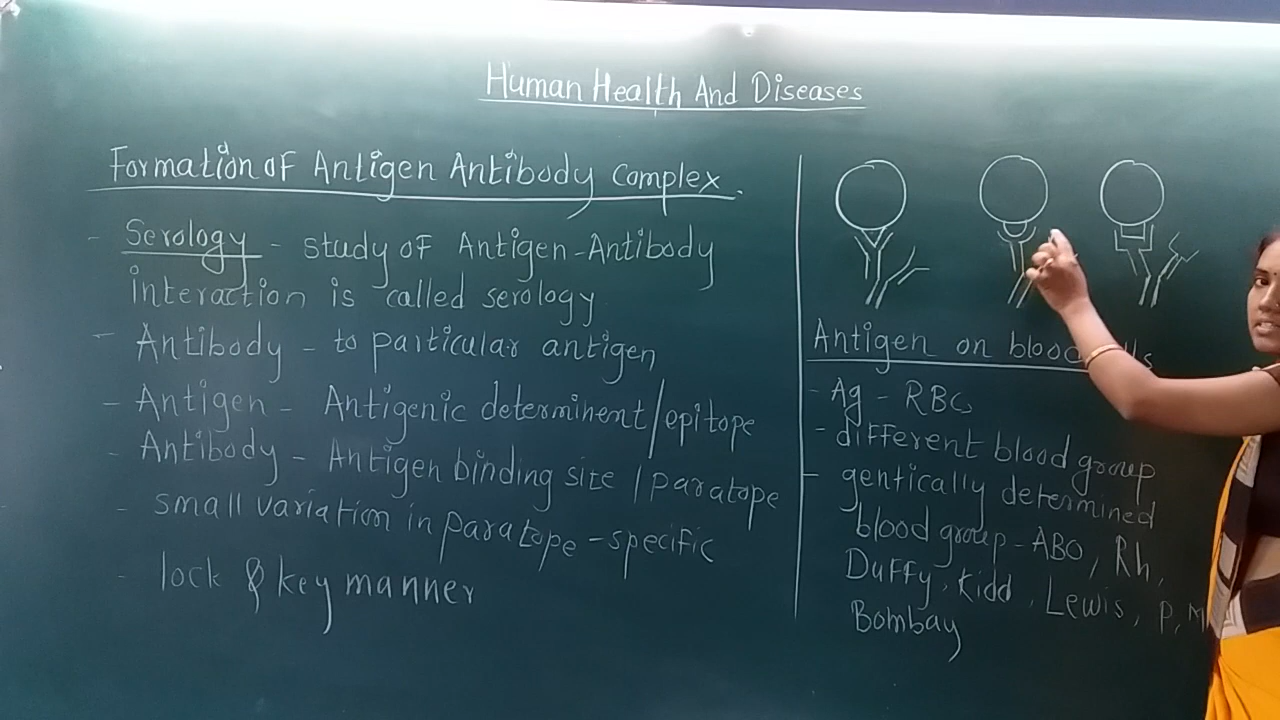 Human Health And Diseases
Formation of Antigen Antibody Complex.
- Serology - study of Antigen-Antibody
interaction is called serology
- Antibody - to particular antigen
- Antigen - Antigenic determinent/epitope
- Antibody - Antigen binding site / paratope
- small variation in paratope - specific
- lock & key manner
Antigen on blood
- Ag - RBCs
- different blood group
- gentically determined
blood group - ABO, Rh,
Duffy, Kidd, Lewis, P, M
Bombay